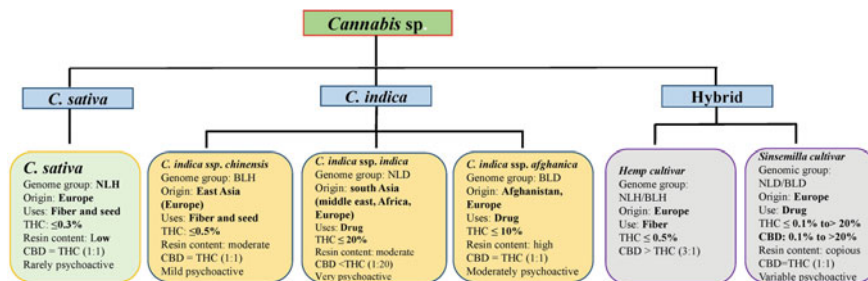 Cannabis sp.
C. sativa
C. indica
Hybrid
C. sativa
Genome group: NLH
Origin: Europe
Uses: Fiber and seed
THC: ≤0.3%
Resin content: Low
CBD = THC (1:1)
Rarely psychoactive
C. indica ssp. chinensis
Genome group: BLH
Origin: East Asia
(Europe)
Uses: Fiber and seed
THC: ≤0.5%
Resin content: moderate
CBD = THC (1:1)
Mild psychoactive
C. indica ssp. indica
Genome group: NLD
Origin: south Asia
(middle east, Africa,
Europe)
Uses: Drug
THC ≤ 20%
Resin content: moderate
CBD <THC (1:20)
Very psychoactive
C. indica ssp. afghanica
Genome group: BLD
Origin: Afghanistan,
Europe
Uses: Drug
THC ≤ 10%
Resin content: high
CBD = THC (1:1)
Moderately psychoactive
Hemp cultivar
Genome group:
NLH/BLH
Origin: Europe
Use: Fiber
THC ≤ 0.5%
CBD > THC (3:1)
Sinsemilla cultivar
Genomic group:
NLD/BLD
Origin: Europe
Use: Drug
THC ≤ 0.1% to> 20%
CBD: 0.1% to >20%
Resin content: copious
CBD=THC (1:1)
Variable psychoactive